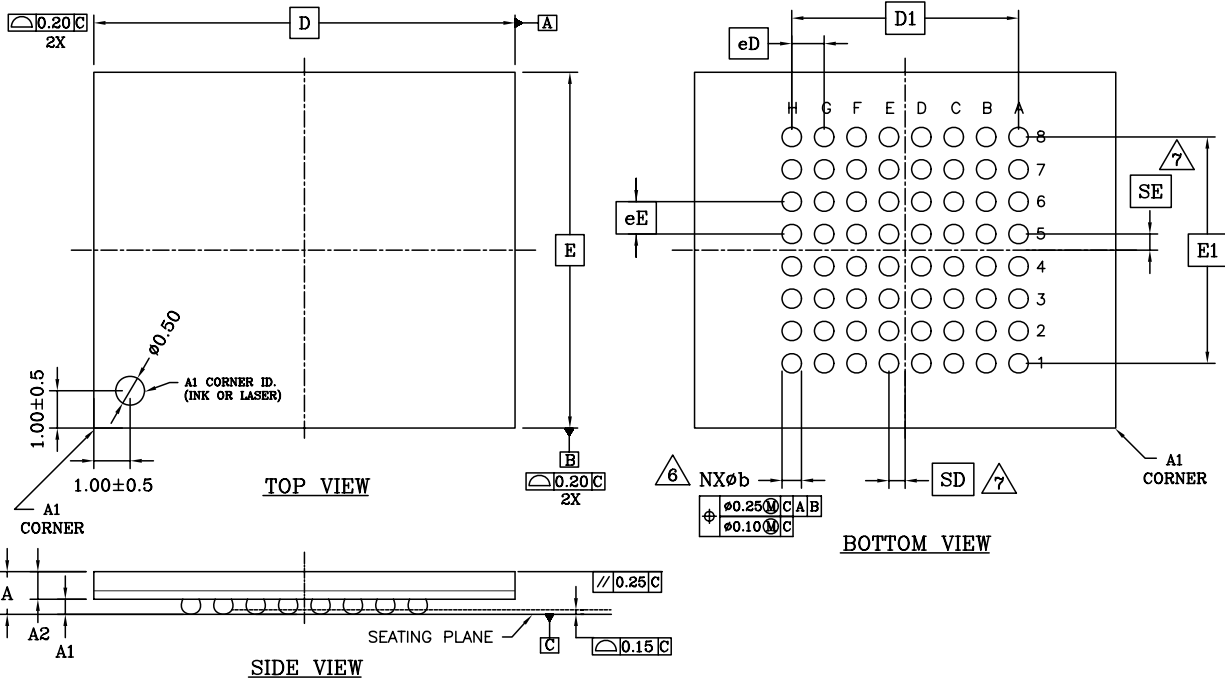 ⌓ 0.20 C
2X
D
A
E
ø0.50
A1 CORNER ID.
(INK OR LASER)
1.00±0.5
1.00±0.5
A1
CORNER
TOP VIEW
B
⌓ 0.20 C
2X
D1
eD
H G F E D C B A
8
7
6
5
4
3
2
1
eE
7
SE
E1
6 NXøb
⌖ ø0.25 Ⓜ C A B
ø0.10 Ⓜ C
SD 7
A1
CORNER
BOTTOM VIEW
A
A2
A1
// 0.25 C
SEATING PLANE
C
⌓ 0.15 C
SIDE VIEW